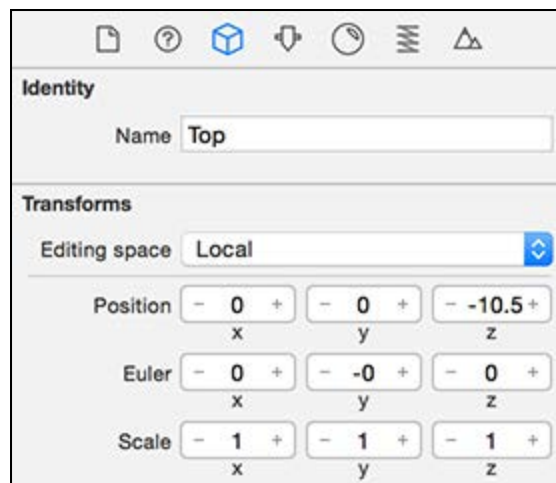 ?
Identity
Name Top
Transforms
Editing space Local
Position - 0 + - 0 + - -10.5 +
x y z
Euler - 0 + - -0 + - 0 +
x y z
Scale - 1 + - 1 + - 1 +
x y z